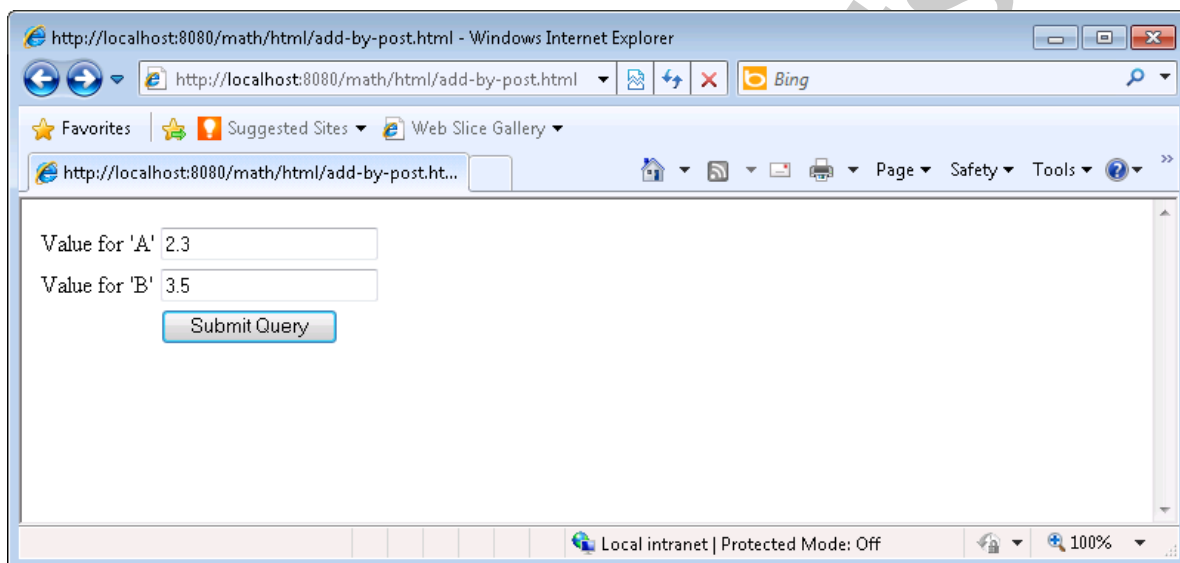 http://localhost:8080/math/html/add-by-post.html - Windows Internet Explorer
http://localhost:8080/math/html/add-by-post.html
Bing
Favorites
Suggested Sites
Web Slice Gallery
http://localhost:8080/math/html/add-by-post.ht...
Page
Safety
Tools
Value for 'A' 2.3
Value for 'B' 3.5
Submit Query
Local intranet | Protected Mode: Off
100%